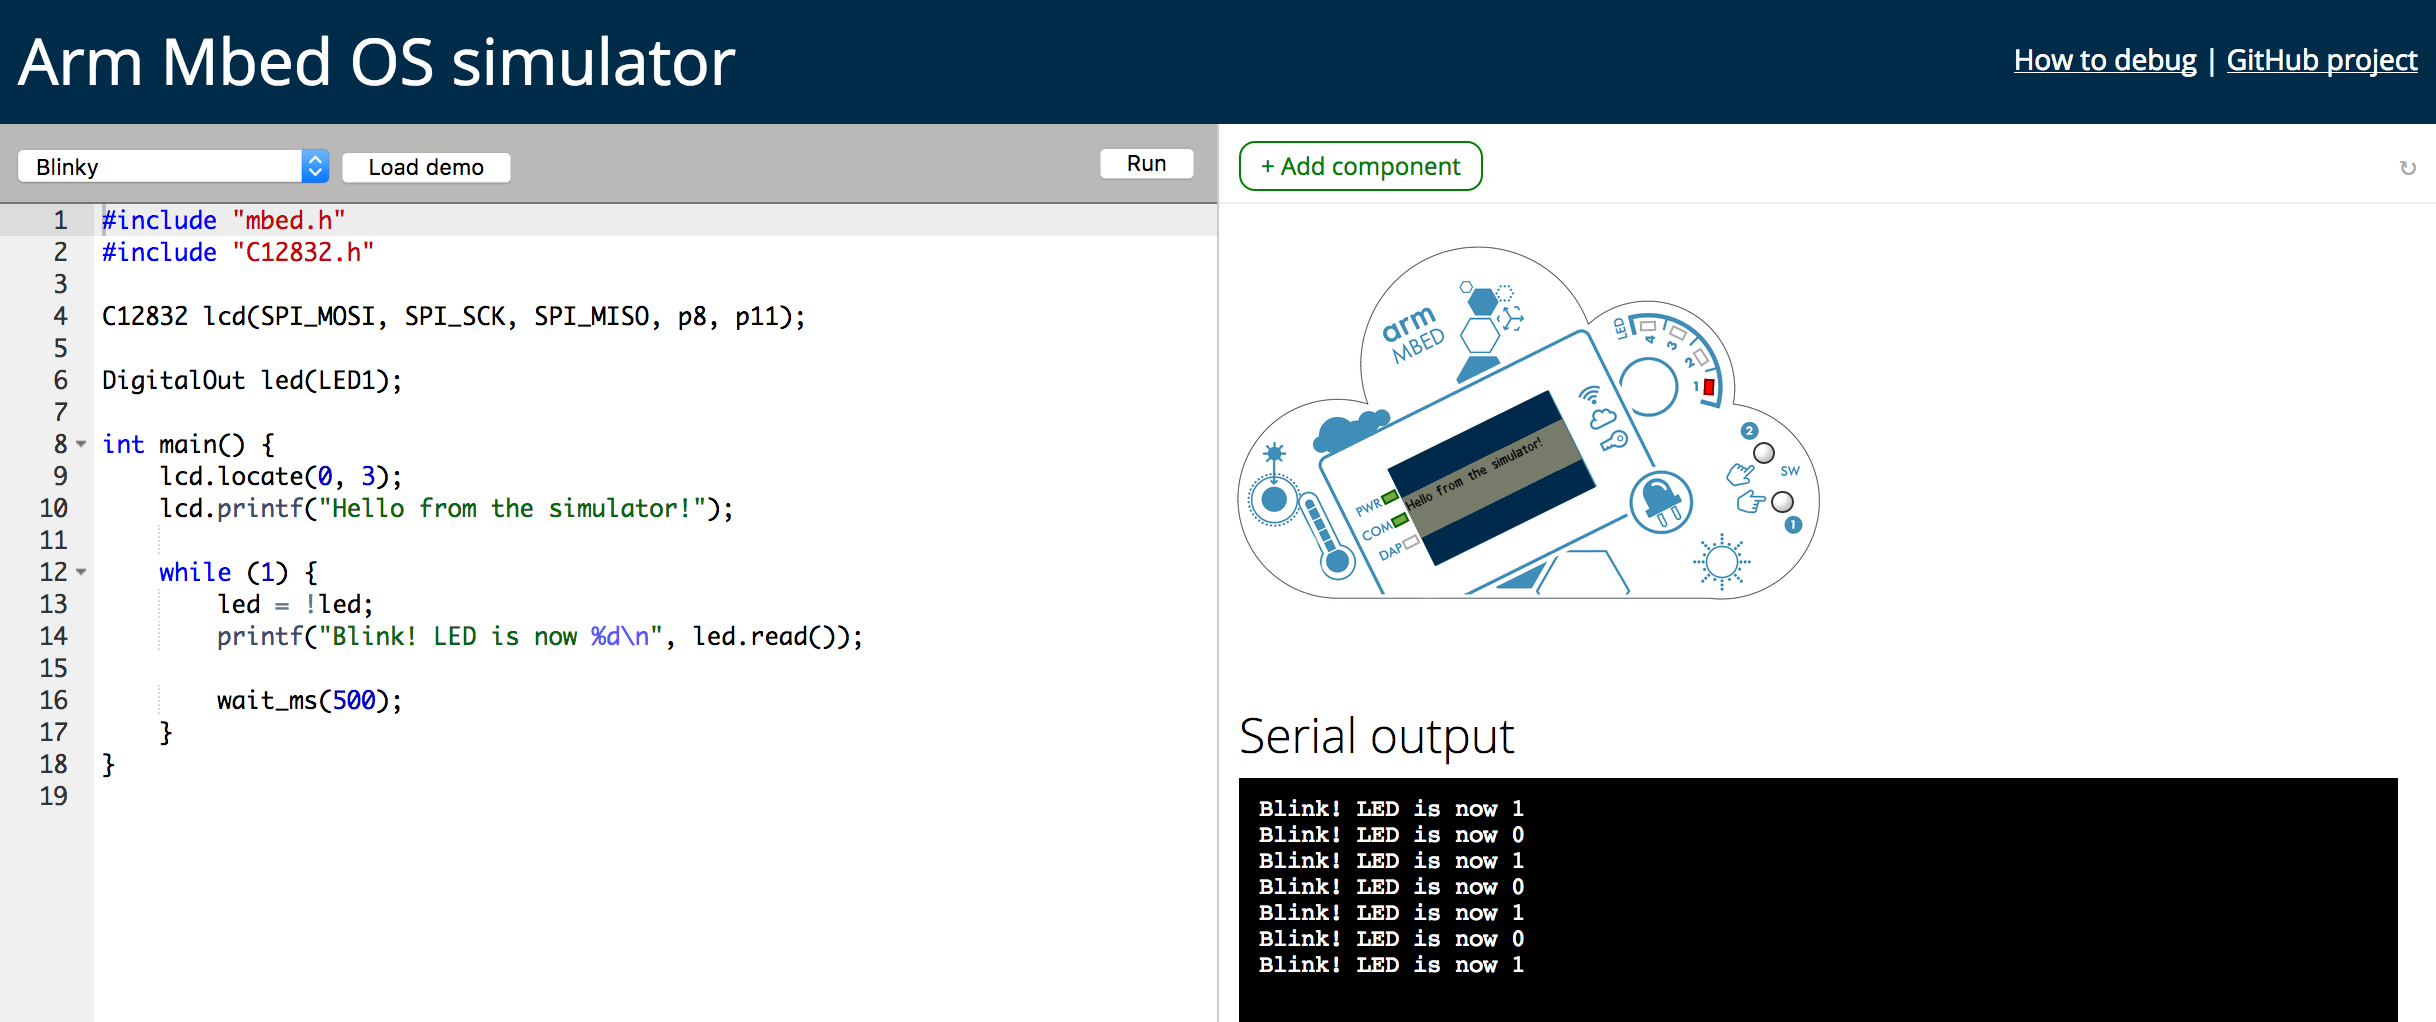 Arm Mbed OS simulator
How to debug | GitHub project
Blinky
Load demo
Run
+ Add component
1 #include "mbed.h"
2 #include "C12832.h"
3
4 C12832 lcd(SPI_MOSI, SPI_SCK, SPI_MISO, p8, p11);
5
6 DigitalOut led(LED1);
7
8 int main() {
9 lcd.locate(0, 3);
10 lcd.printf("Hello from the simulator!");
11
12 while (1) {
13 led = !led;
14 printf("Blink! LED is now %d\n", led.read());
15
16 wait_ms(500);
17 }
18 }
19
arm
MBED
LED
4
3
2
1
Hello from the simulator!
PWR
COM
DAP
2
SW
1
Serial output
Blink! LED is now 1
Blink! LED is now 0
Blink! LED is now 1
Blink! LED is now 0
Blink! LED is now 1
Blink! LED is now 0
Blink! LED is now 1